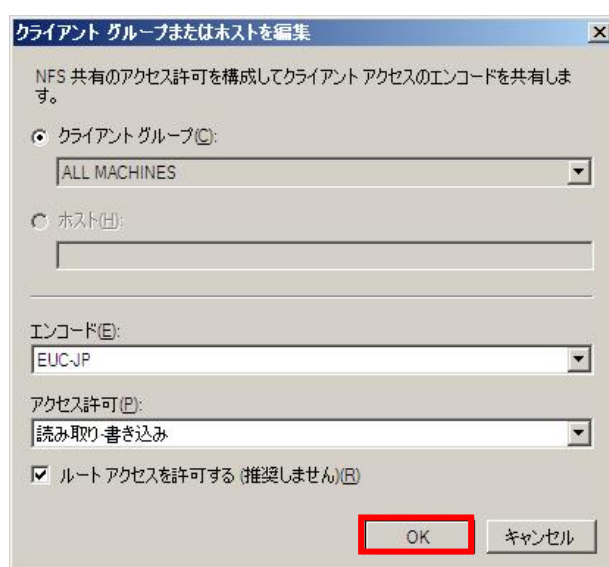 クライアント グループまたはホストを編集
NFS 共有のアクセス許可を構成してクライアント アクセスのエンコードを共有しま
す。
クライアント グループ(C):
ALL MACHINES
ホスト(H):
エンコード(E):
EUC-JP
アクセス許可(P):
読み取り-書き込み
ルート アクセスを許可する (推奨しません)(R)
OK
キャンセル